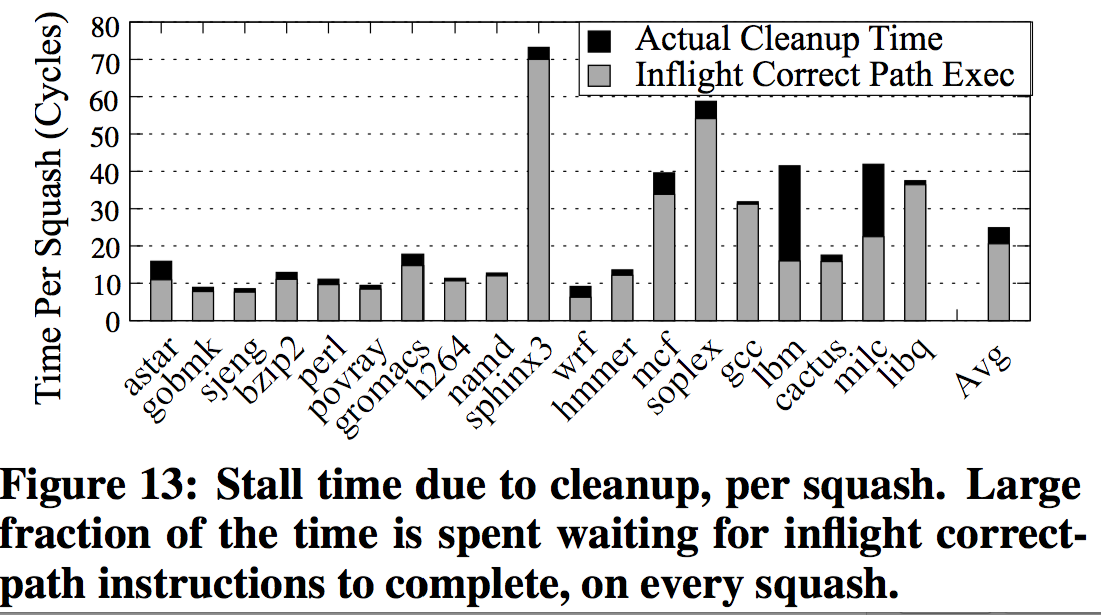 Time Per Squash (Cycles)
80
70
60
50
40
30
20
10
0
Actual Cleanup Time
Inflight Correct Path Exec
astar
gobmk
sjeng
bzip2
perl
povray
gromacs
h264
namd
sphinx3
wrf
hmmer
mcf
soplex
gcc
lbm
cactus
milc
libq
Avg
Figure 13: Stall time due to cleanup, per squash. Large
fraction of the time is spent waiting for inflight correct-
path instructions to complete, on every squash.